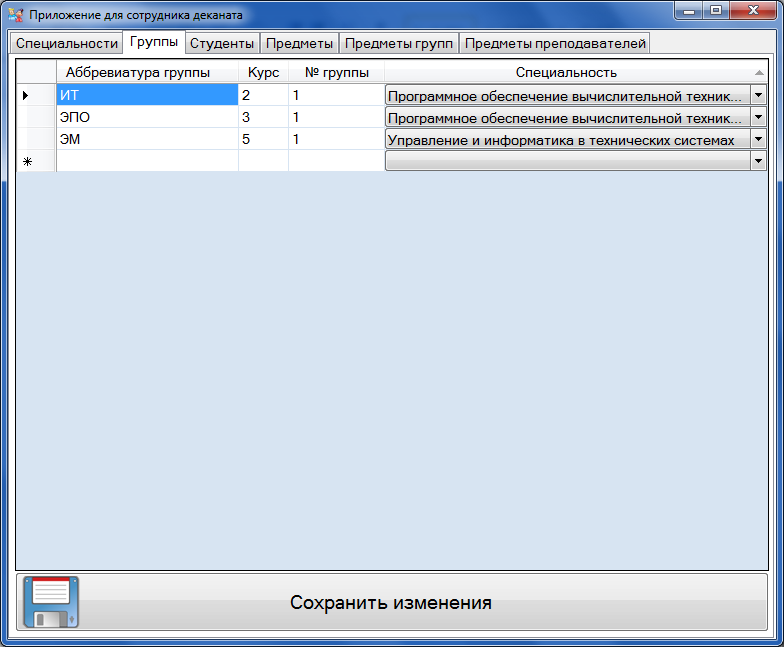 Приложение для сотрудника деканата
Специальности Группы Студенты Предметы Предметы групп Предметы преподавателей
Аббревиатура группы Курс № группы Специальность
ИТ 2 1 Программное обеспечение вычислительной техник...
ЭПО 3 1 Программное обеспечение вычислительной техник...
ЭМ 5 1 Управление и информатика в технических системах
Сохранить изменения